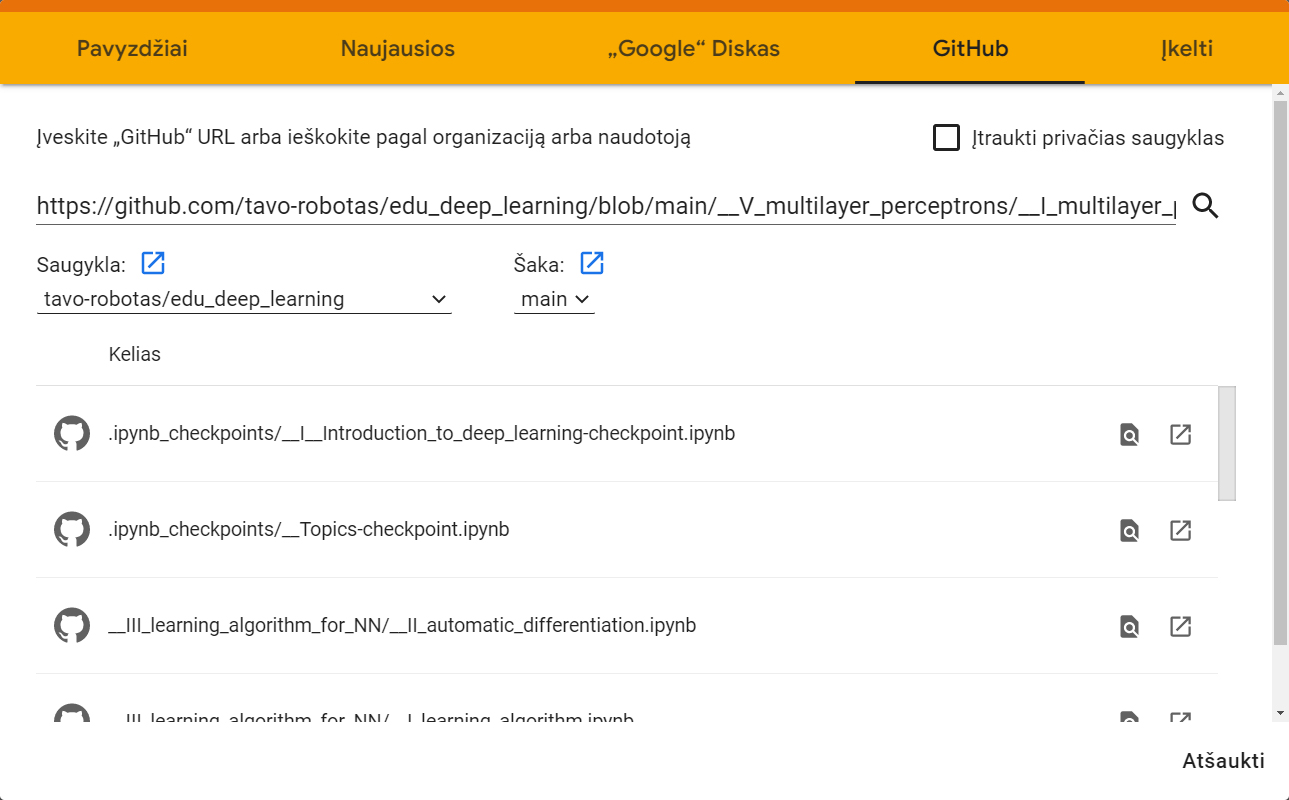 Pavyzdžiai Naujausios „Google“ Diskas GitHub Įkelti
Įveskite „GitHub“ URL arba ieškokite pagal organizaciją arba naudotoją Įtraukti privačias saugyklas
https://github.com/tavo-robotas/edu_deep_learning/blob/main/__V_multilayer_perceptrons/__I_multilayer_p
Saugykla: Šaka:
tavo-robotas/edu_deep_learning main
Kelias
.ipynb_checkpoints/__I__Introduction_to_deep_learning-checkpoint.ipynb
.ipynb_checkpoints/__Topics-checkpoint.ipynb
__III_learning_algorithm_for_NN/__II_automatic_differentiation.ipynb
__III_learning_algorithm_for_NN/__I_learning_algorithm.ipynb
Atšaukti